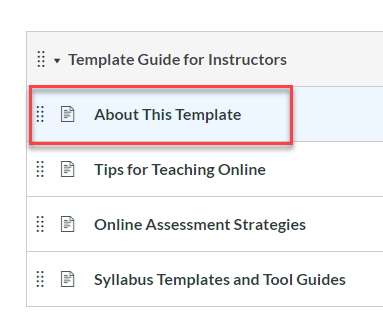 Template Guide for Instructors
About This Template
Tips for Teaching Online
Online Assessment Strategies
Syllabus Templates and Tool Guides